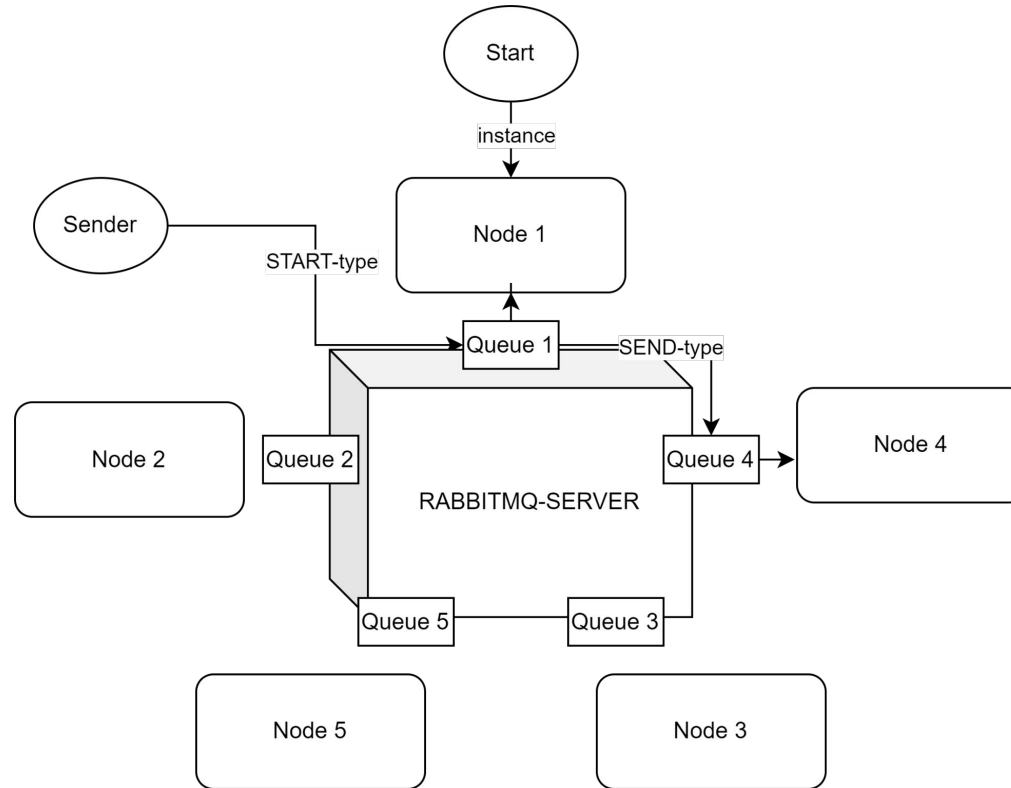 Start
instance
Sender
Node 1
START-type
Queue 1
SEND-type
Node 2
Queue 2
Queue 4
Node 4
RABBITMQ-SERVER
Queue 5
Queue 3
Node 5
Node 3